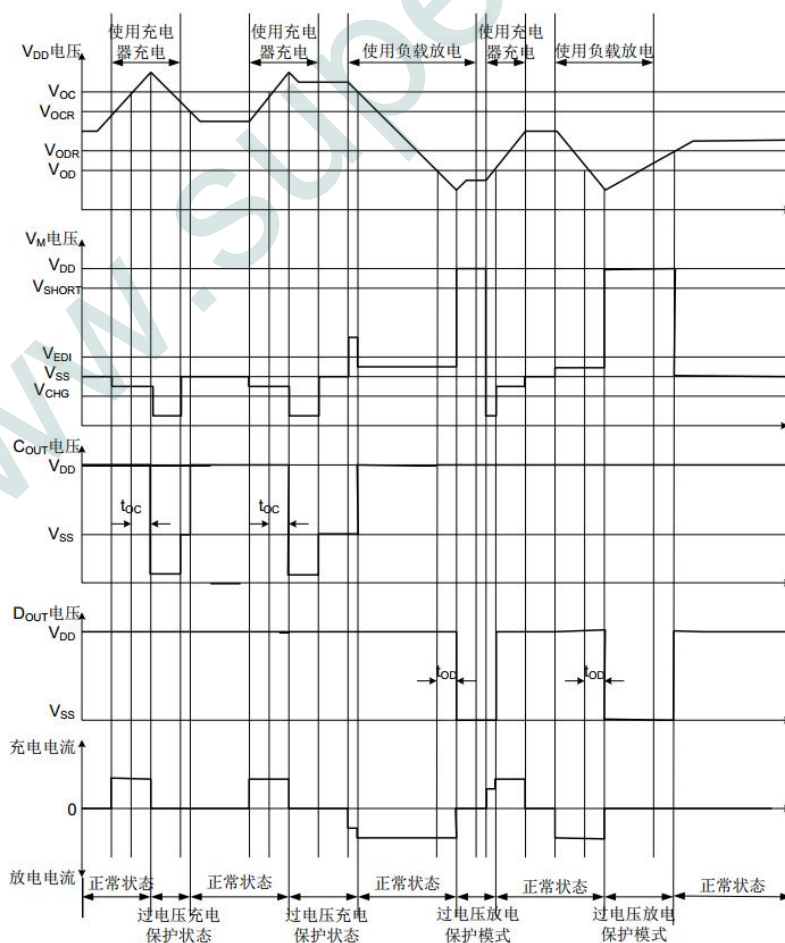 使用充电
器充电
使用充电
器充电
使用负载放电
使用充电
器充电
使用负载放电
VDD电压
VOC
VOCR
VODR
VOD
VM电压
VDD
VSHORT
VEDI
VSS
VCHG
COUT电压
VDD
tOC
tOC
VSS
DOUT电压
VDD
tOD
tOD
VSS
充电电流
0
放电电流
正常状态
正常状态
正常状态
正常状态
正常状态
过电压充电
保护状态
过电压充电
保护状态
过电压放电
保护模式
过电压放电
保护模式
www.supe